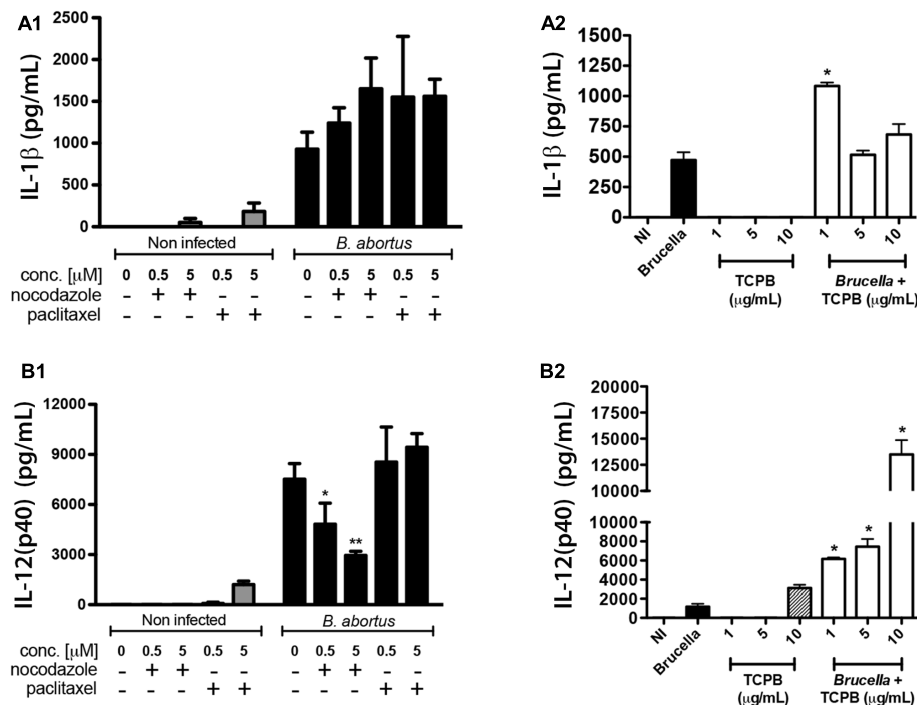 A1
2500
2000
1500
1000
500
0
IL-1β (pg/mL)
Non infected
B. abortus
conc. [μM] 0 0.5 5 0.5 5 0 0.5 5 0.5 5
nocodazole - + + - - - + + - -
paclitaxel - - - + + - - - + +
A2
1500
1250
1000
750
500
250
0
IL-1β (pg/mL)
*
NI Brucella 1 5 10 1 5 10
TCPB
(μg/mL)
Brucella +
TCPB (μg/mL)
B1
12000
9000
6000
3000
0
IL-12(p40) (pg/mL)
*
**
Non infected
B. abortus
conc. [μM] 0 0.5 5 0.5 5 0 0.5 5 0.5 5
nocodazole - + + - - - + + - -
paclitaxel - - - + + - - - + +
B2
20000
17500
15000
12500
10000
10000
8000
6000
4000
2000
0
IL-12(p40) (pg/mL)
* * *
NI Brucella 1 5 10 1 5 10
TCPB
(μg/mL)
Brucella +
TCPB (μg/mL)